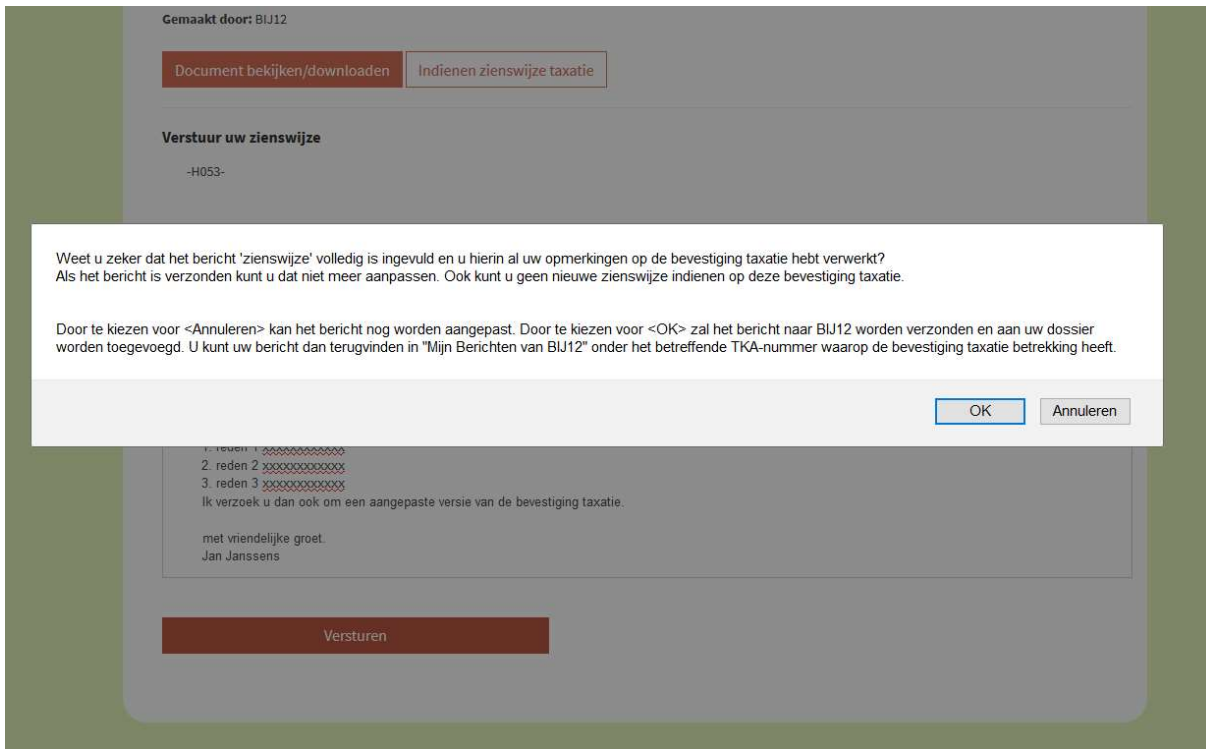 Gemaakt door: BIJ12
Document bekijken/downloaden
Indienen zienswijze taxatie
Verstuur uw zienswijze
-H053-
Weet u zeker dat het bericht 'zienswijze' volledig is ingevuld en u hierin al uw opmerkingen op de bevestiging taxatie hebt verwerkt?
Als het bericht is verzonden kunt u dat niet meer aanpassen. Ook kunt u geen nieuwe zienswijze indienen op deze bevestiging taxatie.
Door te kiezen voor <Annuleren> kan het bericht nog worden aangepast. Door te kiezen voor <OK> zal het bericht naar BIJ12 worden verzonden en aan uw dossier
worden toegevoegd. U kunt uw bericht dan terugvinden in "Mijn Berichten van BIJ12" onder het betreffende TKA-nummer waarop de bevestiging taxatie betrekking heeft.
OK
Annuleren
1. reden 1 xxxxxxxxxxxx
2. reden 2 xxxxxxxxxxxx
3. reden 3 xxxxxxxxxxxx
Ik verzoek u dan ook om een aangepaste versie van de bevestiging taxatie.
met vriendelijke groet.
Jan Janssens
Versturen